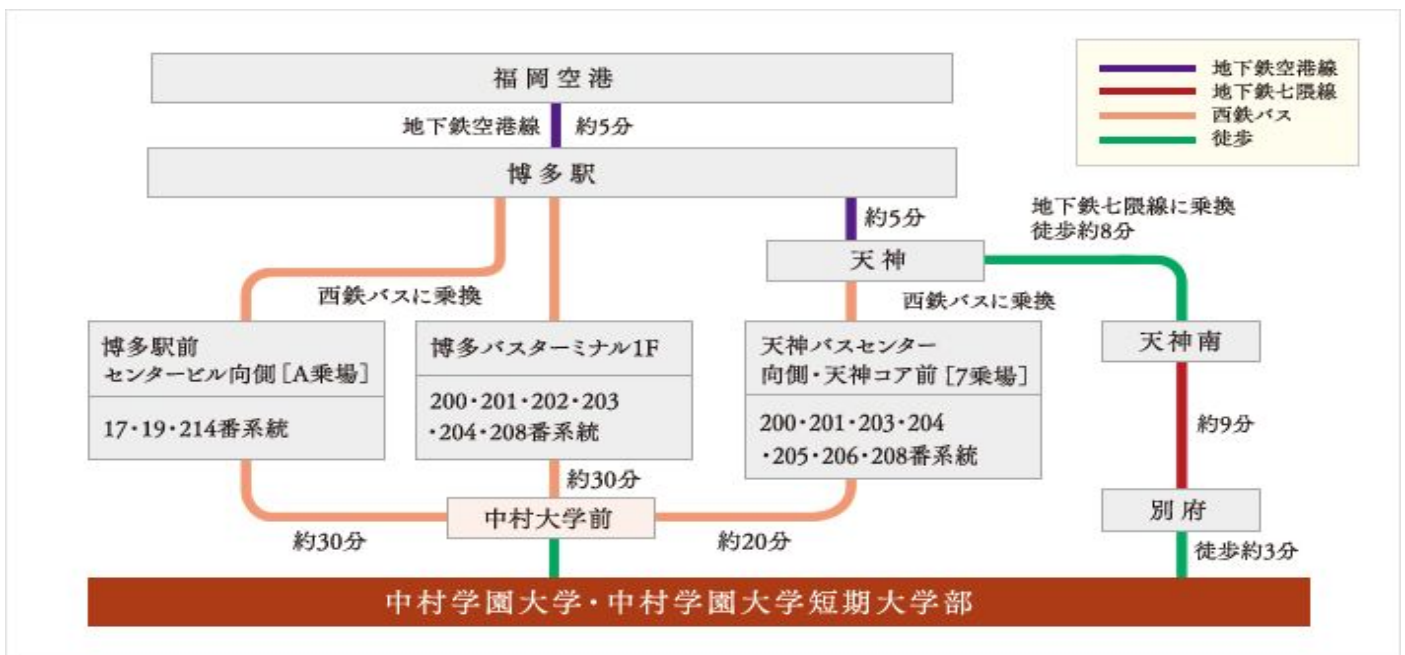 福岡空港
地下鉄空港線
地下鉄七隈線
西鉄バス
徒歩
地下鉄空港線 約5分
博多駅
約5分
地下鉄七隈線に乗換
徒歩約8分
天神
西鉄バスに乗換
西鉄バスに乗換
博多駅前
センタービル向側[A乗場]
17・19・214番系統
博多バスターミナル1F
200・201・202・203
・204・208番系統
天神バスセンター
向側・天神コア前[7乗場]
200・201・203・204
・205・206・208番系統
天神南
約9分
別府
約30分
中村大学前
約30分
約20分
徒歩約3分
中村学園大学・中村学園大学短期大学部